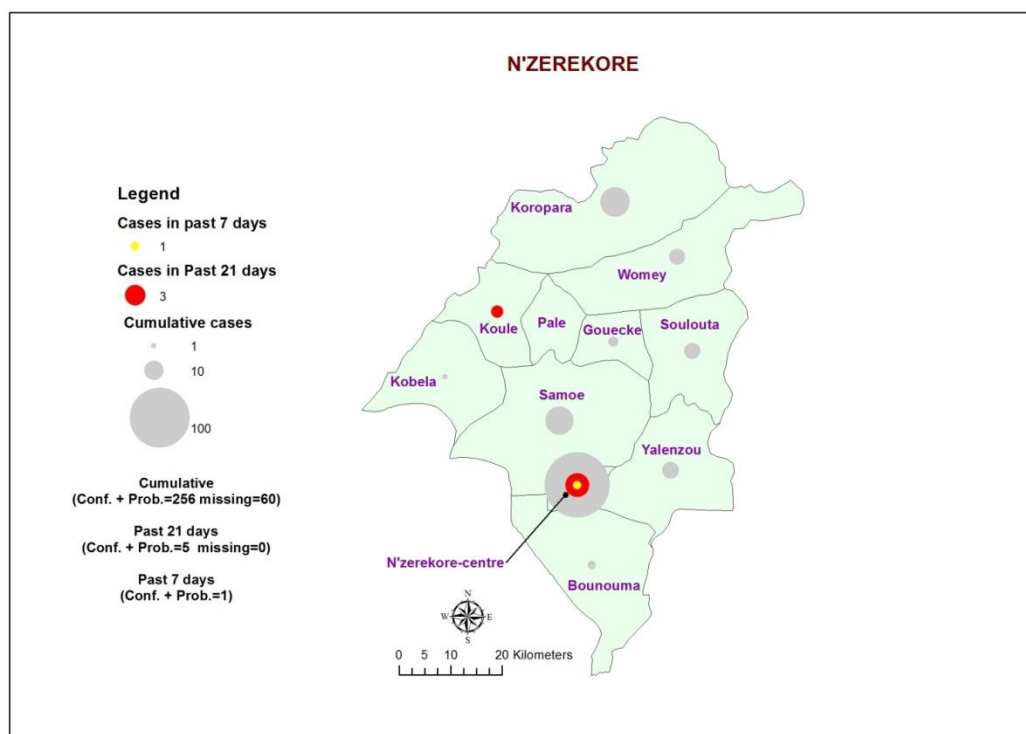 N'ZEREKORE
Legend
Cases in past 7 days
1
Cases in Past 21 days
3
Cumulative cases
1
10
100
Cumulative
(Conf. + Prob.=256 missing=60)
Past 21 days
(Conf. + Prob.=5 missing=0)
Past 7 days
(Conf. + Prob.=1)
Koropara
Womey
Koule
Pale
Gouecke
Soulouta
Kobela
Samoe
Yalenzou
N'zerekore-centre
Bounouma
N
W E
S
0 5 10 20 Kilometers